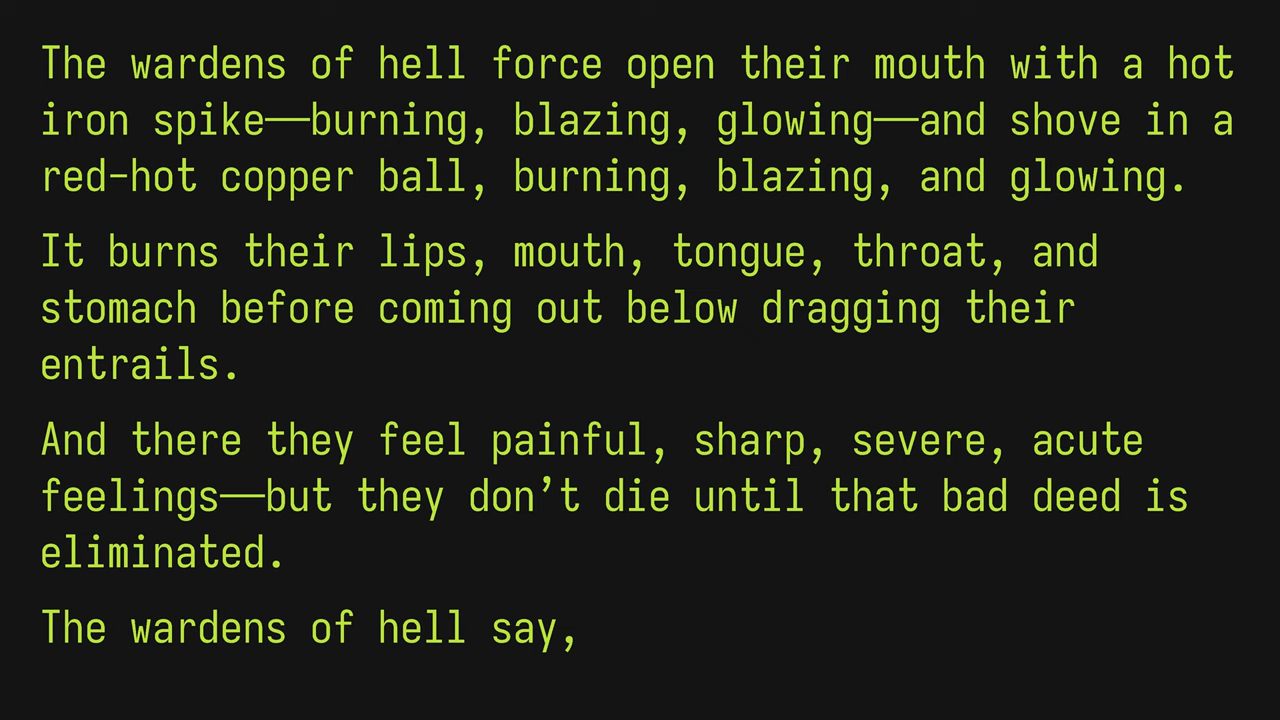 The wardens of hell force open their mouth with a hot
iron spike——burning, blazing, glowing——and shove in a
red-hot copper ball, burning, blazing, and glowing.
It burns their lips, mouth, tongue, throat, and
stomach before coming out below dragging their
entrails.
And there they feel painful, sharp, severe, acute
feelings——but they don’t die until that bad deed is
eliminated.
The wardens of hell say,